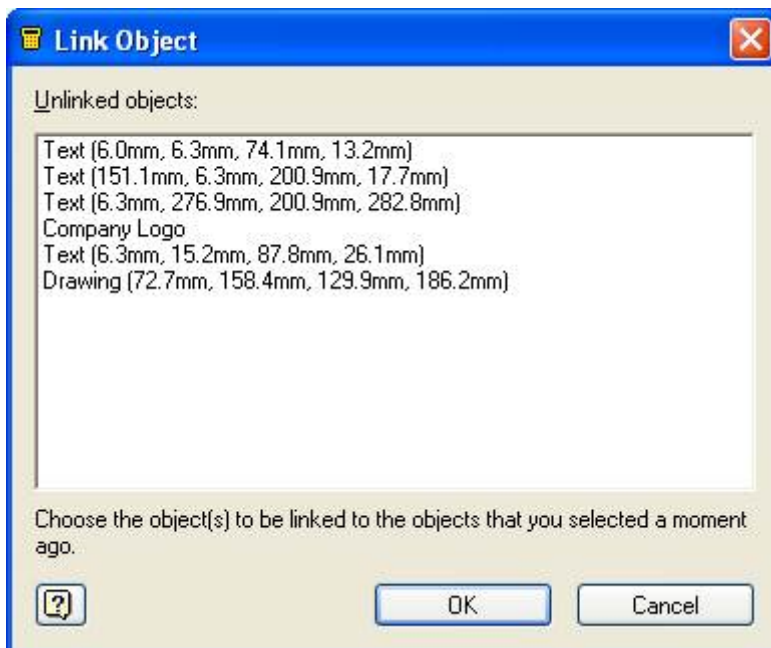 Link Object
Unlinked objects:
Text (6.0mm, 6.3mm, 74.1mm, 13.2mm)
Text (151.1mm, 6.3mm, 200.9mm, 17.7mm)
Text (6.3mm, 276.9mm, 200.9mm, 282.8mm)
Company Logo
Text (6.3mm, 15.2mm, 87.8mm, 26.1mm)
Drawing (72.7mm, 158.4mm, 129.9mm, 186.2mm)
Choose the object(s) to be linked to the objects that you selected a moment
ago.
? OK Cancel